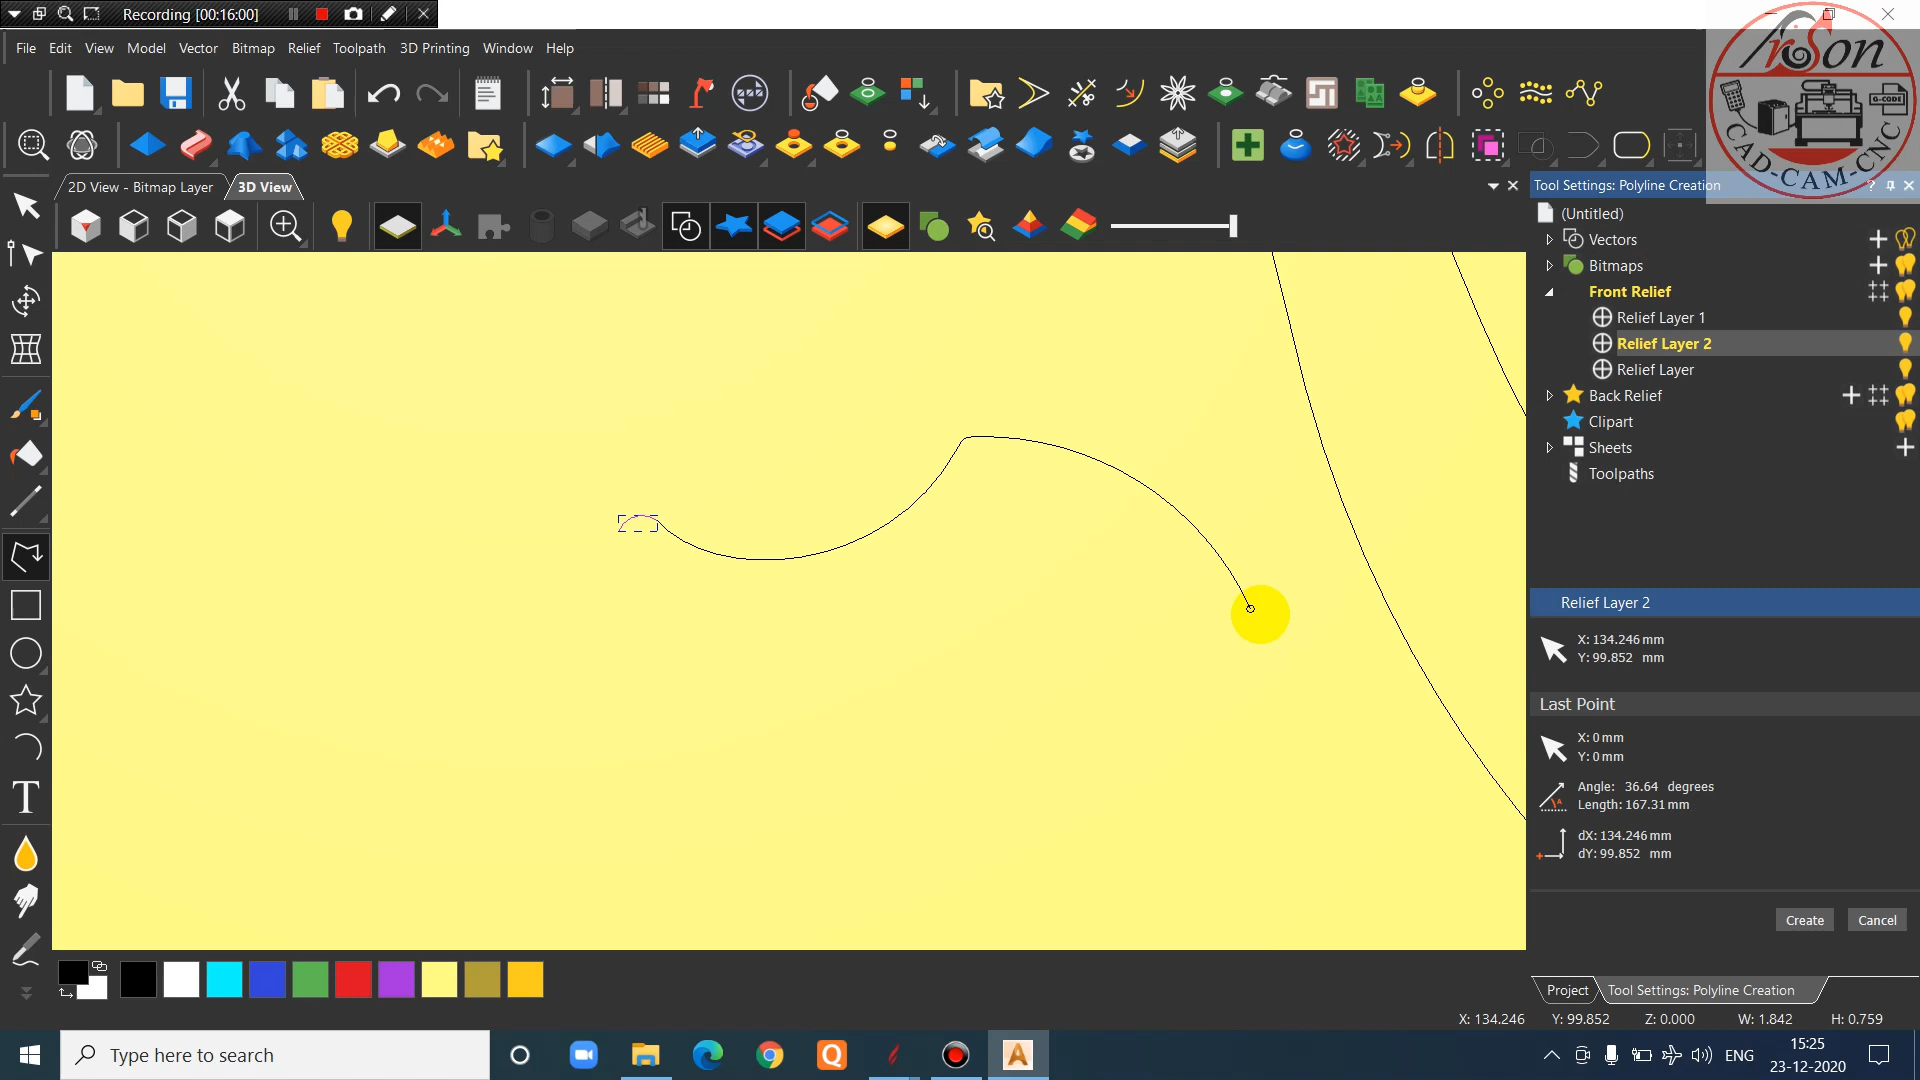 Recording [00:16:00]
File Edit View Model Vector Bitmap Relief Toolpath 3D Printing Window Help
ArSon
G-CODE
CAD-CAM-CNC
2D View - Bitmap Layer
3D View
Tool Settings: Polyline Creation
(Untitled)
Vectors
Bitmaps
Front Relief
Relief Layer 1
Relief Layer 2
Relief Layer
Back Relief
Clipart
Sheets
Toolpaths
Relief Layer 2
X: 134.246 mm
Y: 99.852 mm
Last Point
X: 0 mm
Y: 0 mm
Angle: 36.64 degrees
Length: 167.31 mm
dX: 134.246 mm
dY: 99.852 mm
Create Cancel
Project Tool Settings: Polyline Creation
X: 134.246 Y: 99.852 Z: 0.000 W: 1.842 H: 0.759
Type here to search
ENG
15:25
23-12-2020